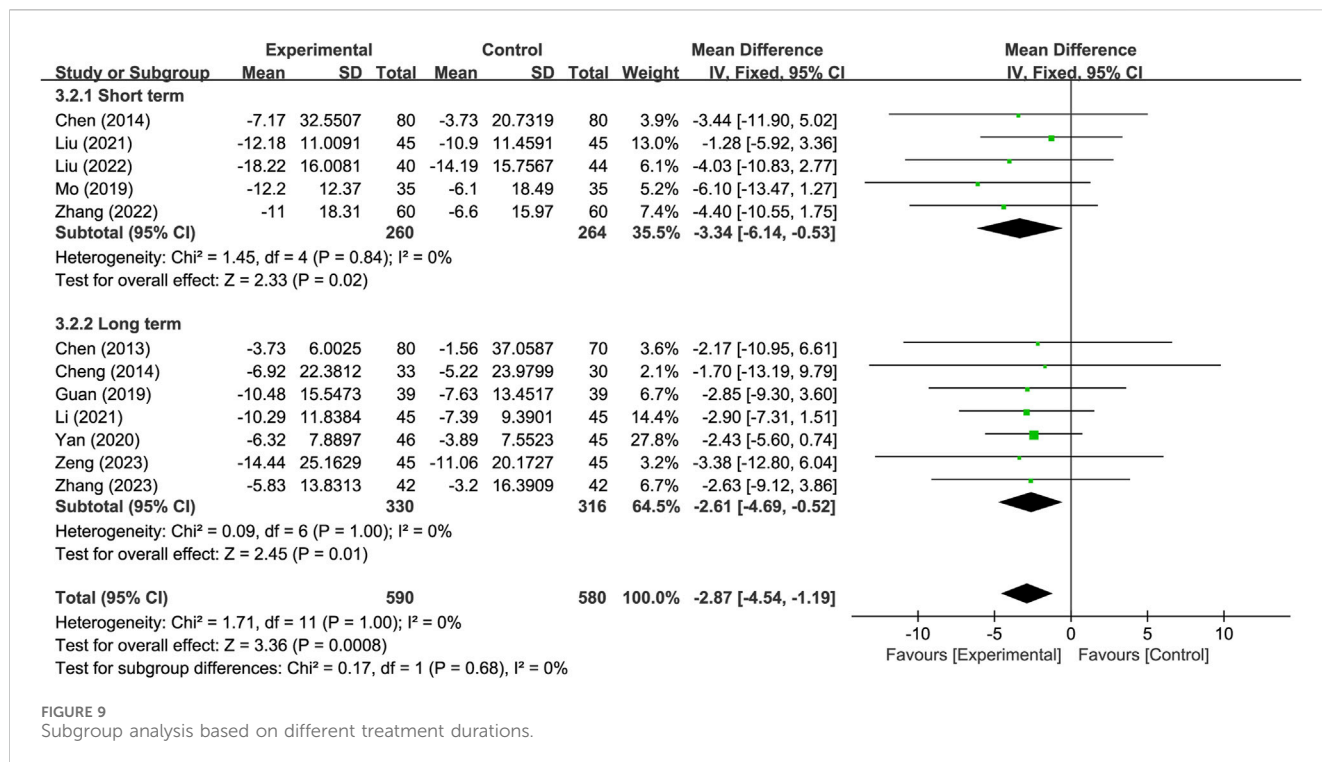 Experimental Control Mean Difference Mean Difference
Study or Subgroup Mean SD Total Mean SD Total Weight IV, Fixed, 95% CI IV, Fixed, 95% CI
3.2.1 Short term
Chen (2014) -7.17 32.5507 80 -3.73 20.7319 80 3.9% -3.44 [-11.90, 5.02]
Liu (2021) -12.18 11.0091 45 -10.9 11.4591 45 13.0% -1.28 [-5.92, 3.36]
Liu (2022) -18.22 16.0081 40 -14.19 15.7567 44 6.1% -4.03 [-10.83, 2.77]
Mo (2019) -12.2 12.37 35 -6.1 18.49 35 5.2% -6.10 [-13.47, 1.27]
Zhang (2022) -11 18.31 60 -6.6 15.97 60 7.4% -4.40 [-10.55, 1.75]
Subtotal (95% CI) 260 264 35.5% -3.34 [-6.14, -0.53]
Heterogeneity: Chi² = 1.45, df = 4 (P = 0.84); I² = 0%
Test for overall effect: Z = 2.33 (P = 0.02)
3.2.2 Long term
Chen (2013) -3.73 6.0025 80 -1.56 37.0587 70 3.6% -2.17 [-10.95, 6.61]
Cheng (2014) -6.92 22.3812 33 -5.22 23.9799 30 2.1% -1.70 [-13.19, 9.79]
Guan (2019) -10.48 15.5473 39 -7.63 13.4517 39 6.7% -2.85 [-9.30, 3.60]
Li (2021) -10.29 11.8384 45 -7.39 9.3901 45 14.4% -2.90 [-7.31, 1.51]
Yan (2020) -6.32 7.8897 46 -3.89 7.5523 45 27.8% -2.43 [-5.60, 0.74]
Zeng (2023) -14.44 25.1629 45 -11.06 20.1727 45 3.2% -3.38 [-12.80, 6.04]
Zhang (2023) -5.83 13.8313 42 -3.2 16.3909 42 6.7% -2.63 [-9.12, 3.86]
Subtotal (95% CI) 330 316 64.5% -2.61 [-4.69, -0.52]
Heterogeneity: Chi² = 0.09, df = 6 (P = 1.00); I² = 0%
Test for overall effect: Z = 2.45 (P = 0.01)
Total (95% CI) 590 580 100.0% -2.87 [-4.54, -1.19]
Heterogeneity: Chi² = 1.71, df = 11 (P = 1.00); I² = 0%
Test for overall effect: Z = 3.36 (P = 0.0008)
Test for subgroup differences: Chi² = 0.17, df = 1 (P = 0.68), I² = 0%
-10 -5 0 5 10
Favours [Experimental] Favours [Control]
FIGURE 9
Subgroup analysis based on different treatment durations.